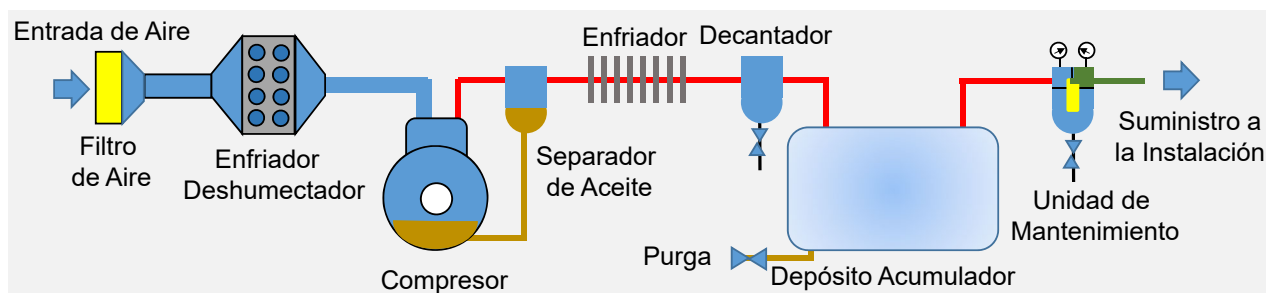 Entrada de Aire
Filtro
de Aire
Enfriador
Deshumectador
Compresor
Separador
de Aceite
Enfriador
Decantador
Purga
Depósito Acumulador
Unidad de
Mantenimiento
Suministro a
la Instalación